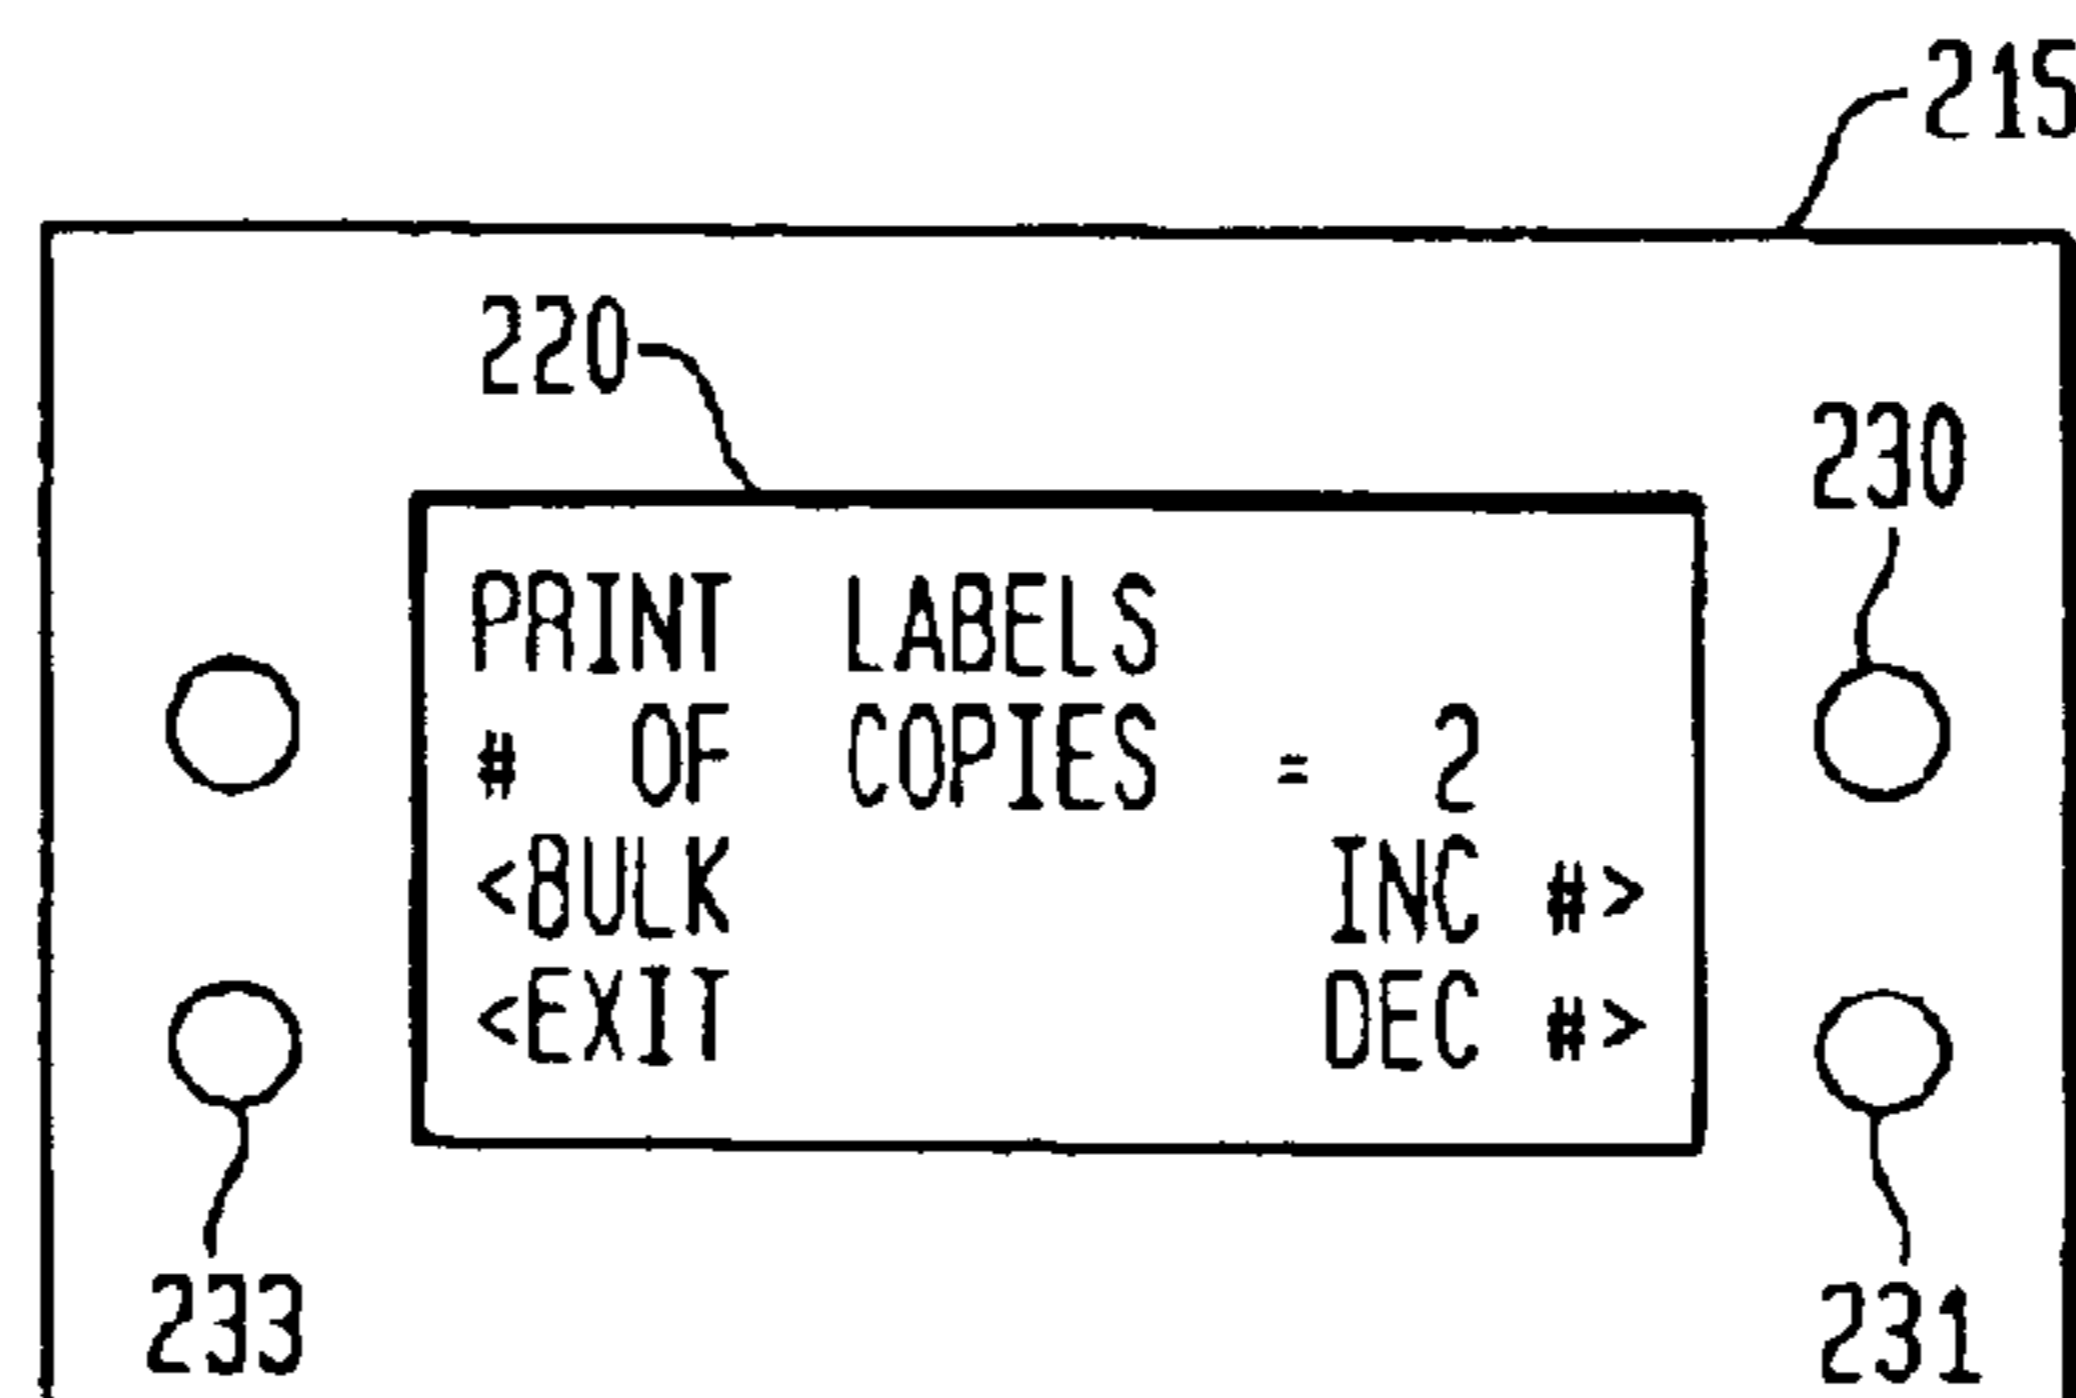 215
220
230
PRINT LABELS
# OF COPIES = 2
<BULK INC #>
<EXIT DEC #>
233
231